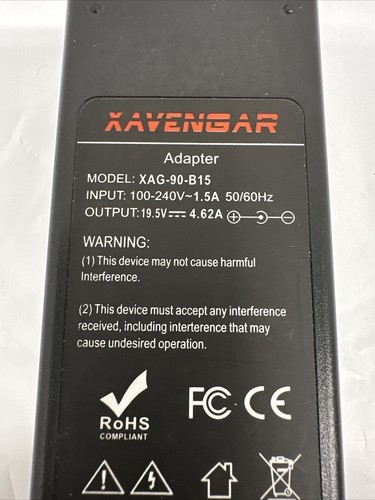 XAVENGAR
Adapter
MODEL: XAG-90-B15
INPUT: 100-240V~1.5A 50/60Hz
OUTPUT:19.5V⎓ 4.62A
WARNING:
(1) This device may not cause harmful
Interference.
(2) This device must accept any interference
received, including interference that may
cause undesired operation.
RoHS
COMPLIANT
FC CE